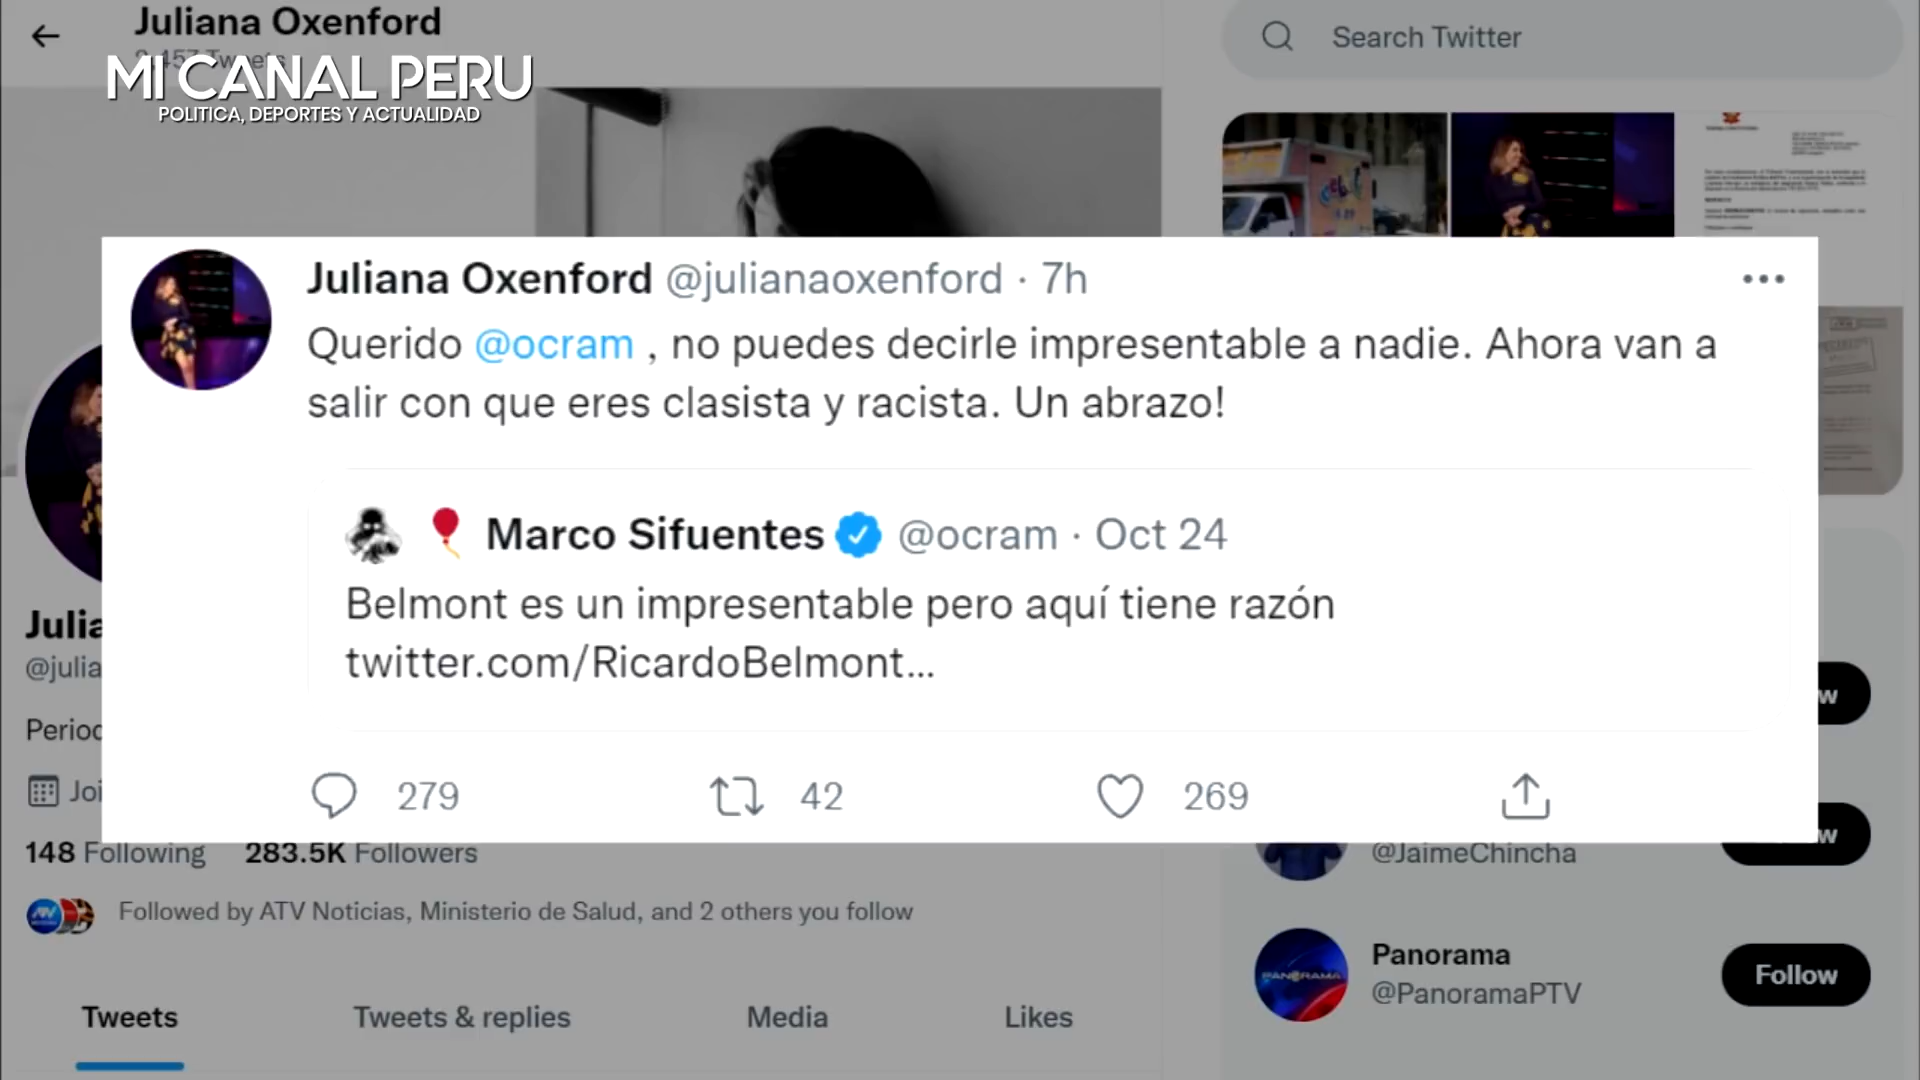 Juliana Oxenford
MI CANAL PERU
POLITICA, DEPORTES Y ACTUALIDAD
Search Twitter
Juliana Oxenford @julianaoxenford · 7h
Querido @ocram , no puedes decirle impresentable a nadie. Ahora van a
salir con que eres clasista y racista. Un abrazo!
Marco Sifuentes @ocram · Oct 24
Belmont es un impresentable pero aquí tiene razón
twitter.com/RicardoBelmont...
279
42
269
Julia
@julia
Period
Joi
148 Following 283.5K Followers
Followed by ATV Noticias, Ministerio de Salud, and 2 others you follow
Tweets
Tweets & replies
Media
Likes
w
w
@JaimeChincha
PANORAMA
Panorama
@PanoramaPTV
Follow